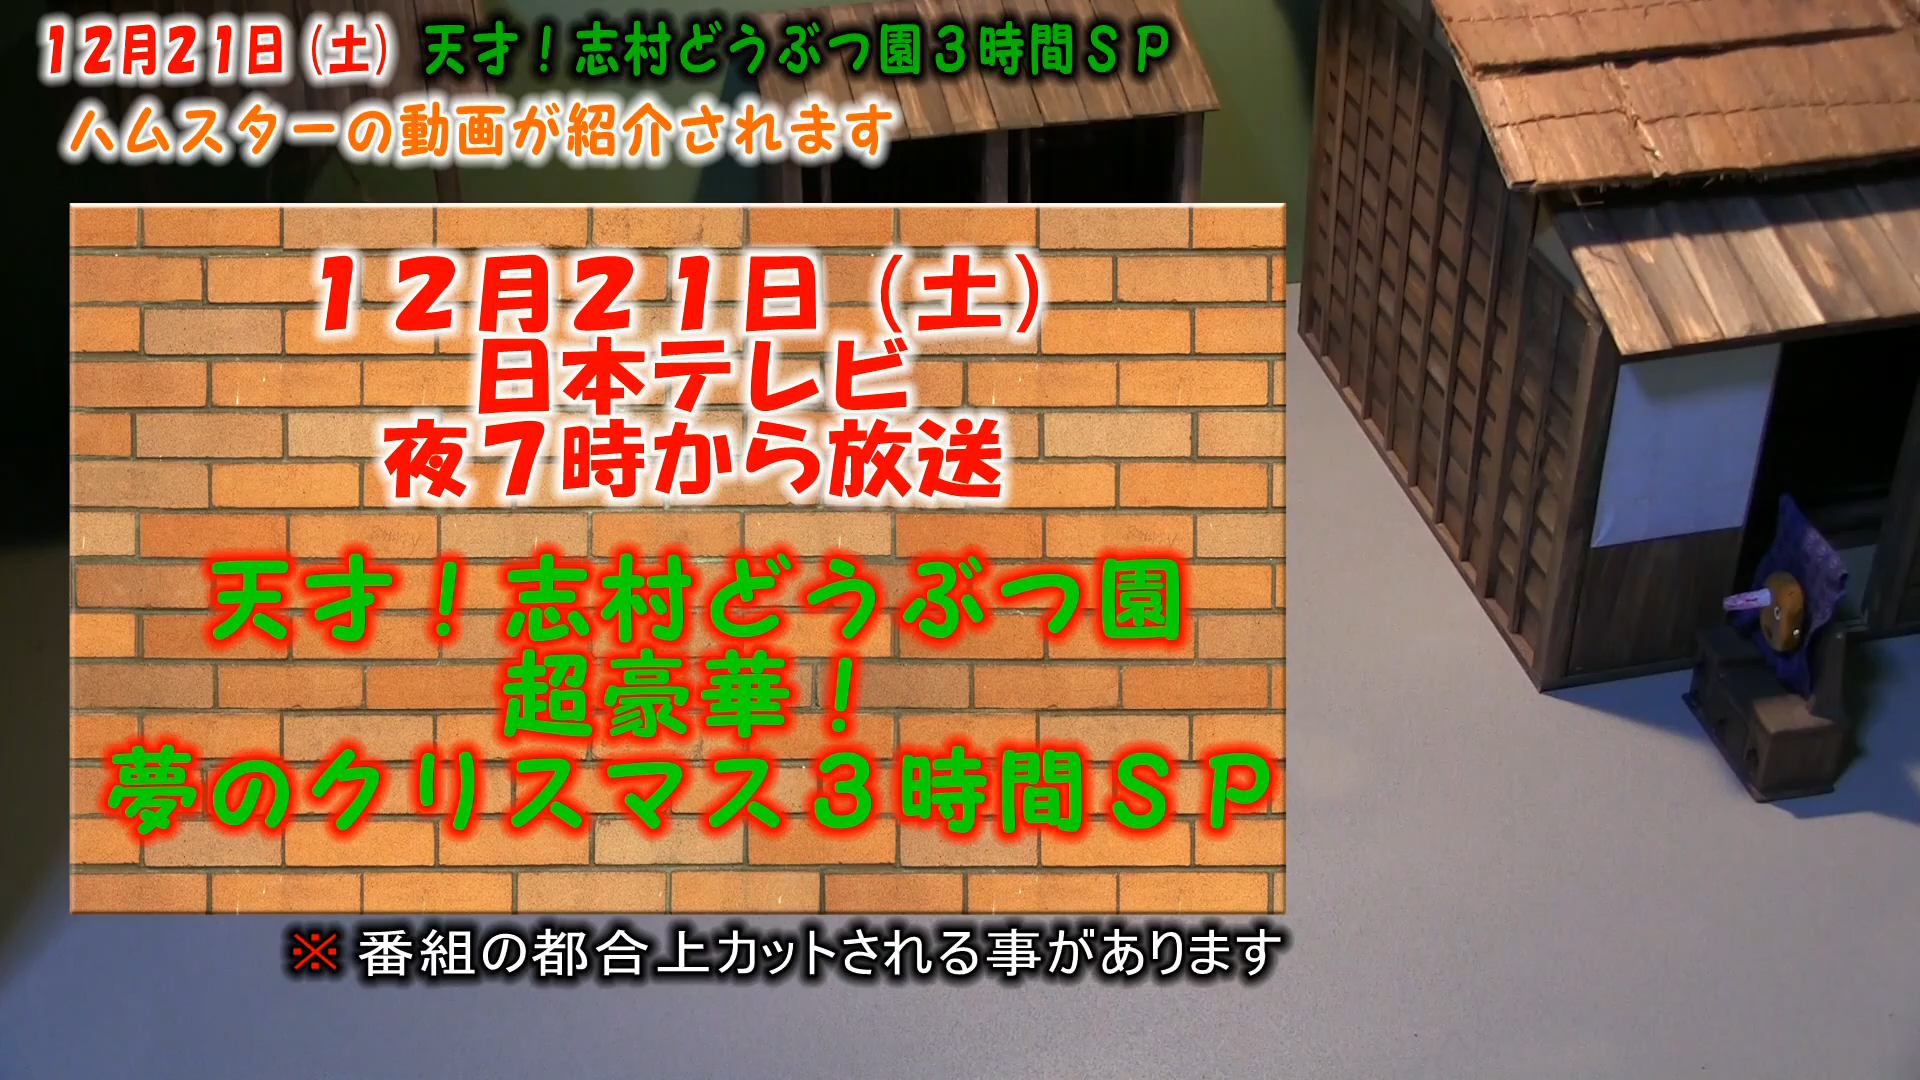 12月21日（土）天才！志村どうぶつ園３時間ＳＰ
ハムスターの動画が紹介されます
１２月２１日（土）
日本テレビ
夜７時から放送
天才！志村どうぶつ園
超豪華！
夢のクリスマス３時間ＳＰ
※番組の都合上カットされる事があります